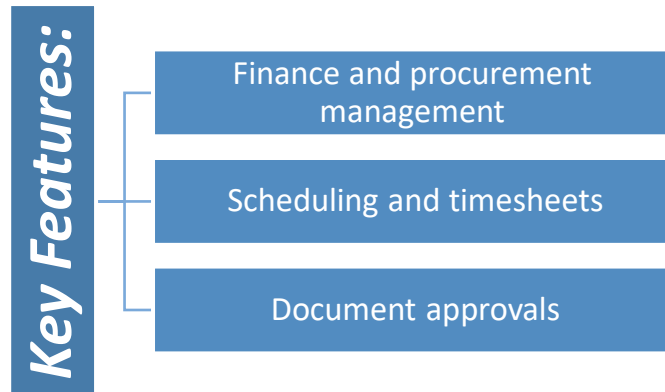 Key Features:
Finance and procurement
management
Scheduling and timesheets
Document approvals